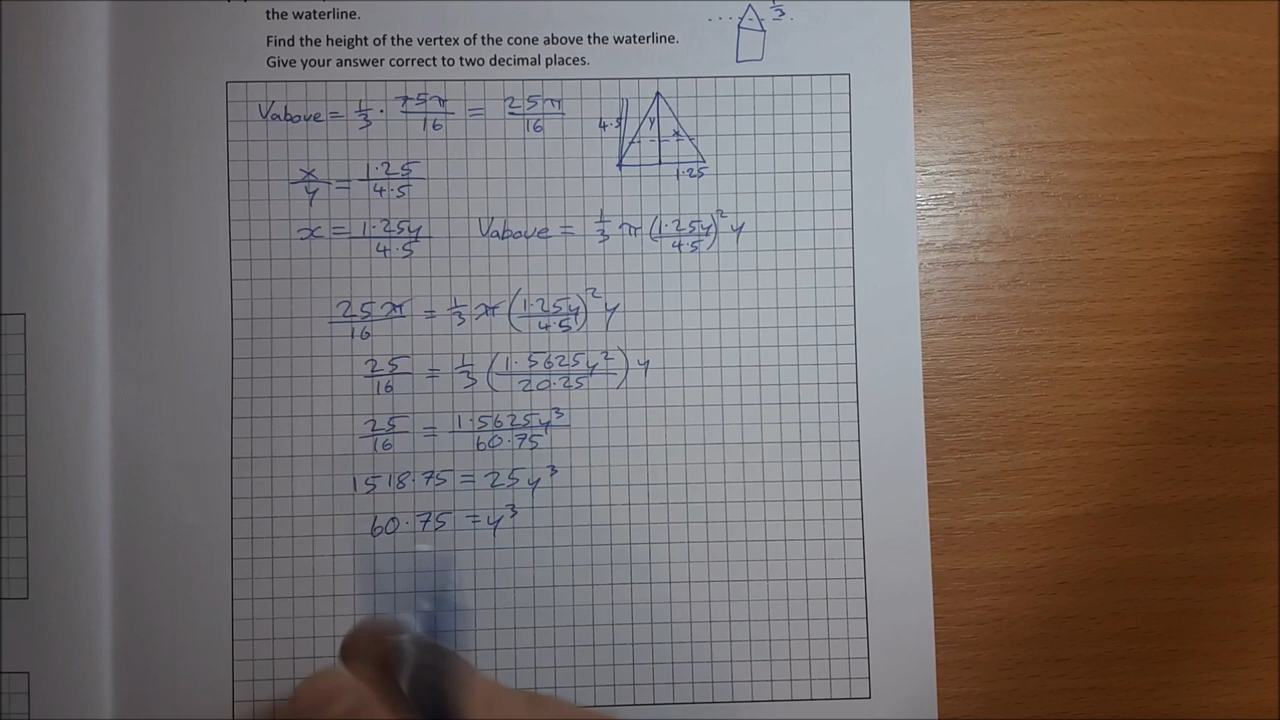 the waterline.
1/3
Find the height of the vertex of the cone above the waterline.
Give your answer correct to two decimal places.
Vabove = 1/3 · 75π/16 = 25π/16
4.5 y x 1.25
x/y = 1.25/4.5
x = 1.25y/4.5 Vabove = 1/3 π (1.25y/4.5)² y
25π/16 = 1/3 π (1.25y/4.5)² y
25/16 = 1/3 (1.5625y²/20.25) y
25/16 = 1.5625y³/60.75
1518.75 = 25y³
60.75 = y³